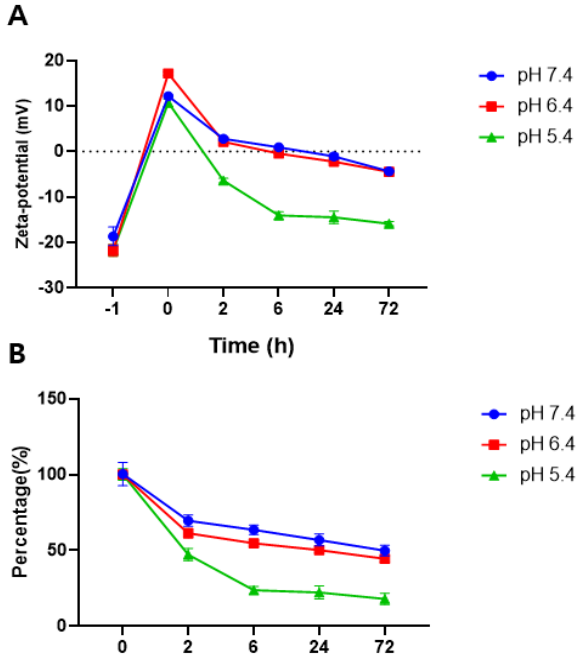 A
Zeta-potential (mV)
20
10
0
-10
-20
-30
-1 0 2 6 24 72
Time (h)
pH 7.4
pH 6.4
pH 5.4
B
Percentage(%)
150
100
50
0
0 2 6 24 72
pH 7.4
pH 6.4
pH 5.4